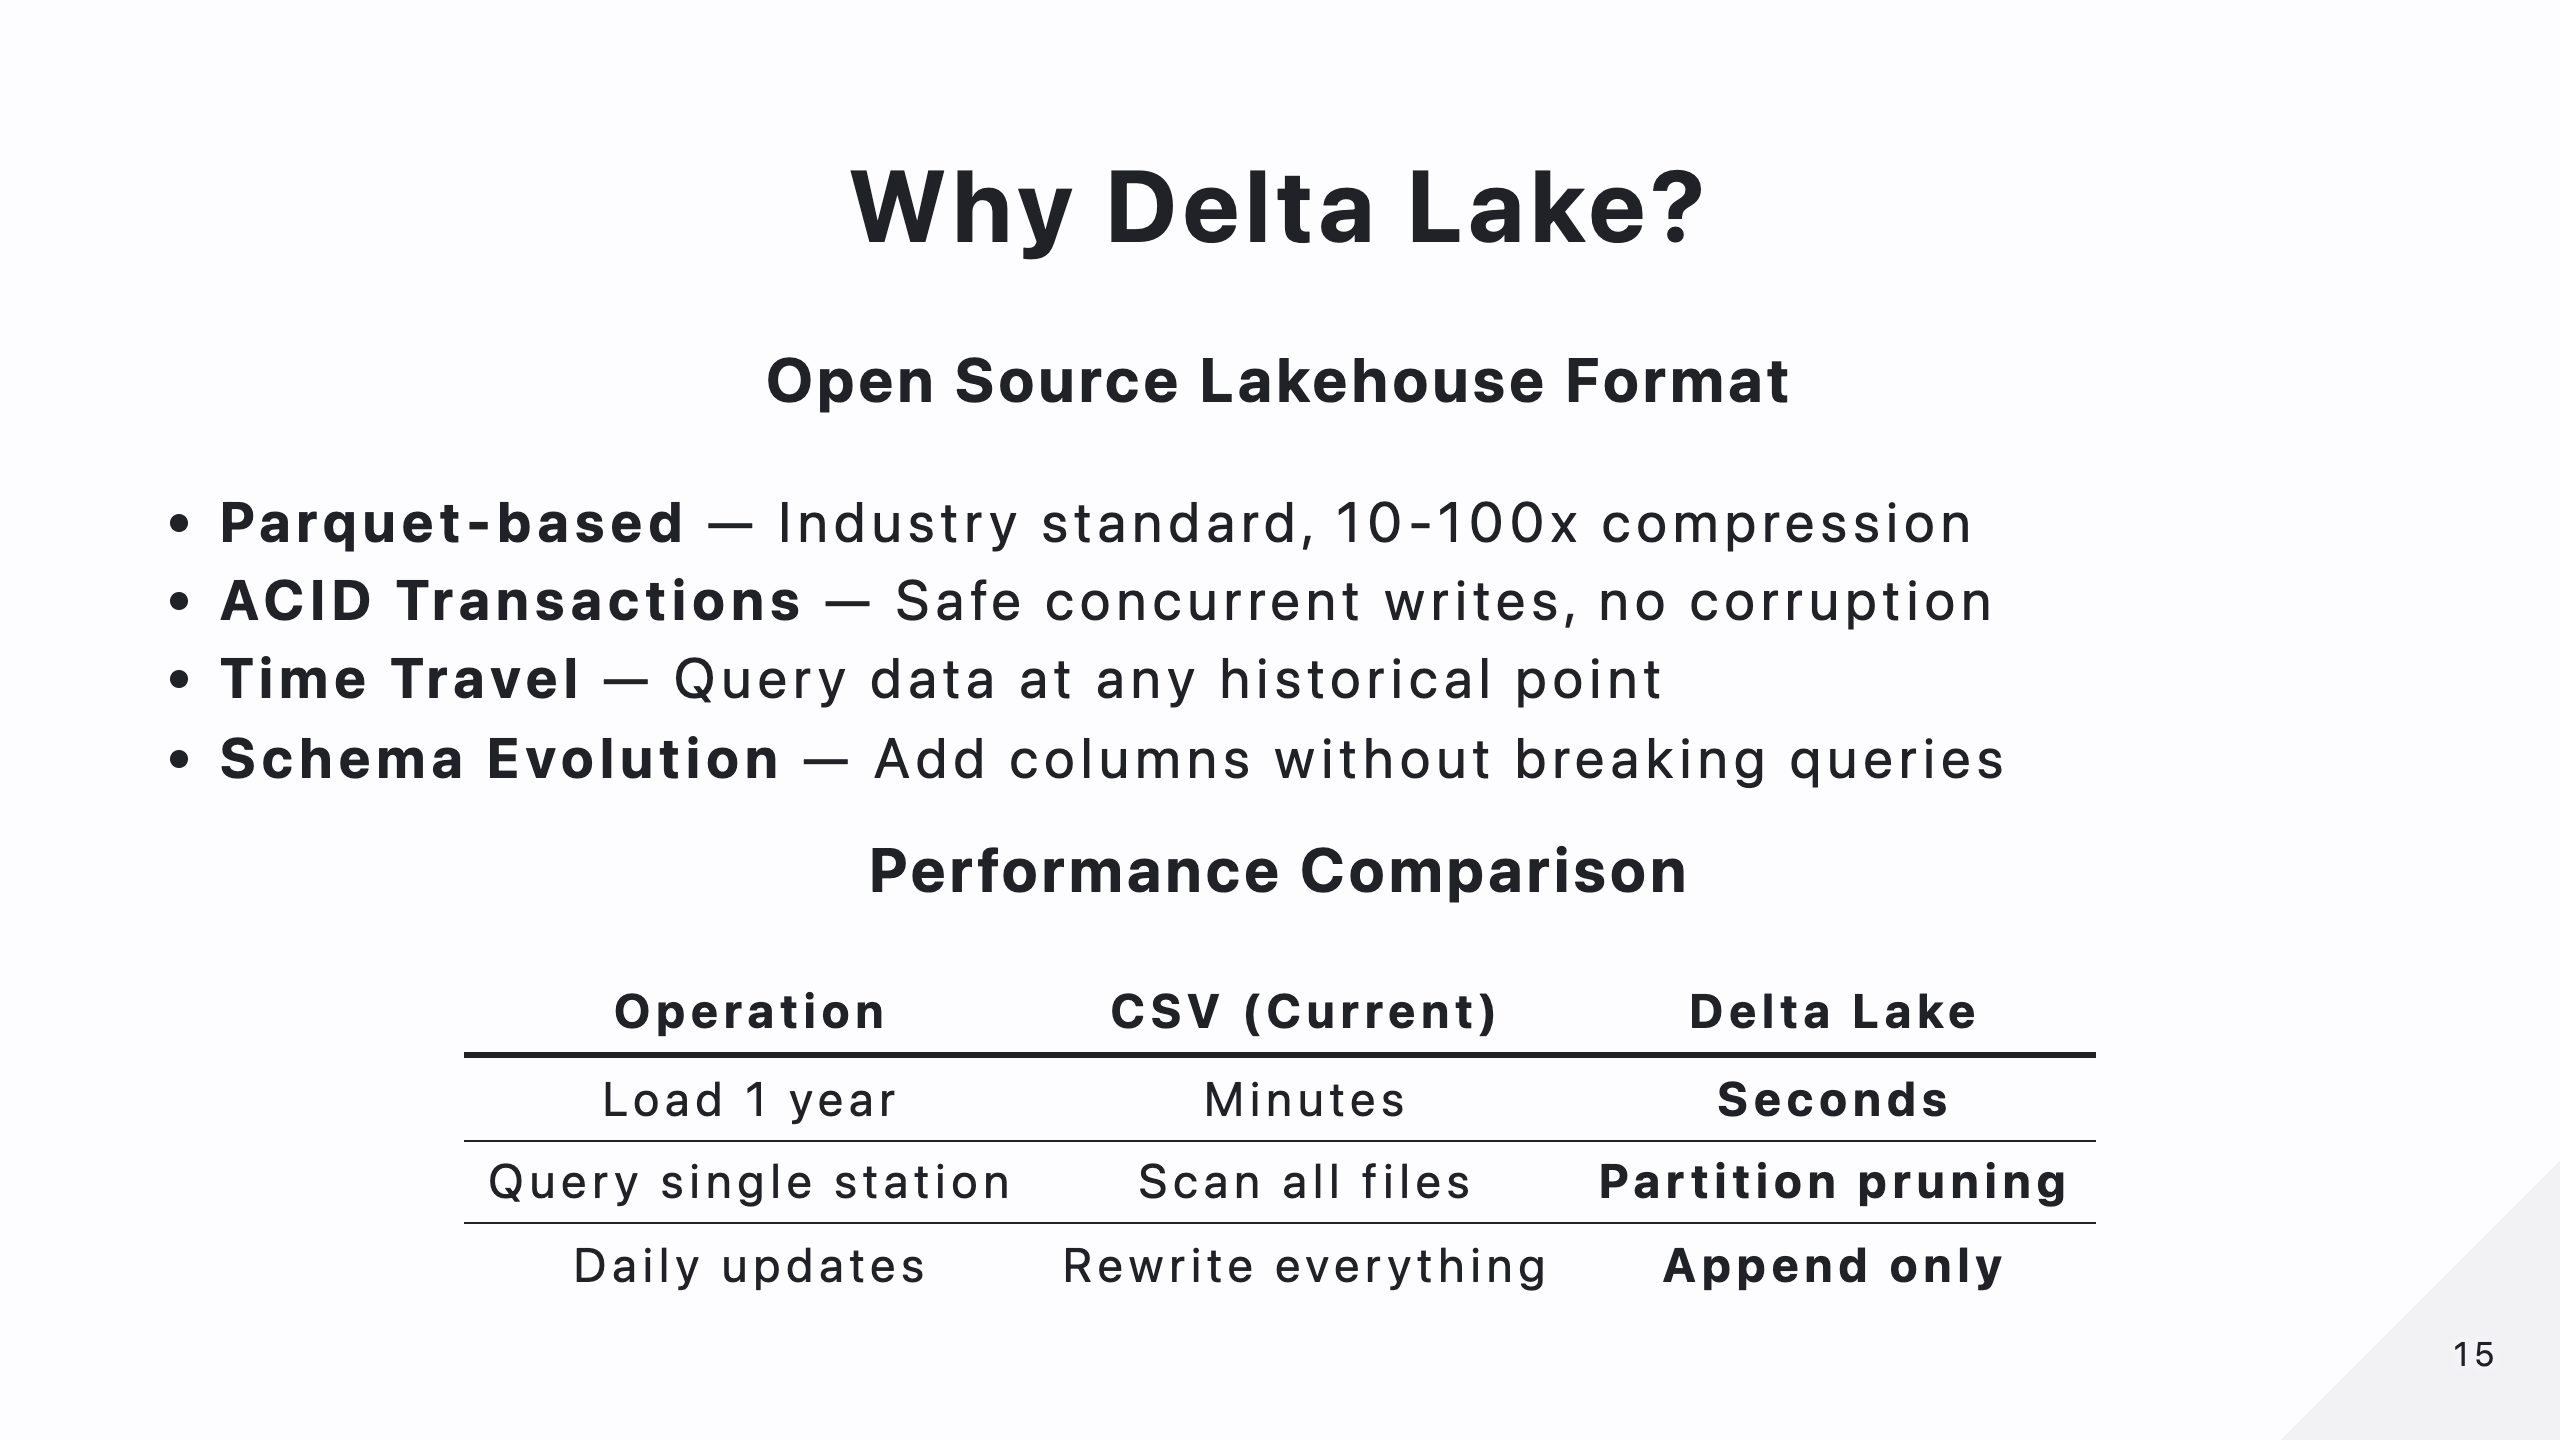 Why Delta Lake?
Open Source Lakehouse Format
• Parquet-based — Industry standard, 10-100x compression
• ACID Transactions — Safe concurrent writes, no corruption
• Time Travel — Query data at any historical point
• Schema Evolution — Add columns without breaking queries
Performance Comparison
Operation CSV (Current) Delta Lake
Load 1 year Minutes Seconds
Query single station Scan all files Partition pruning
Daily updates Rewrite everything Append only
15